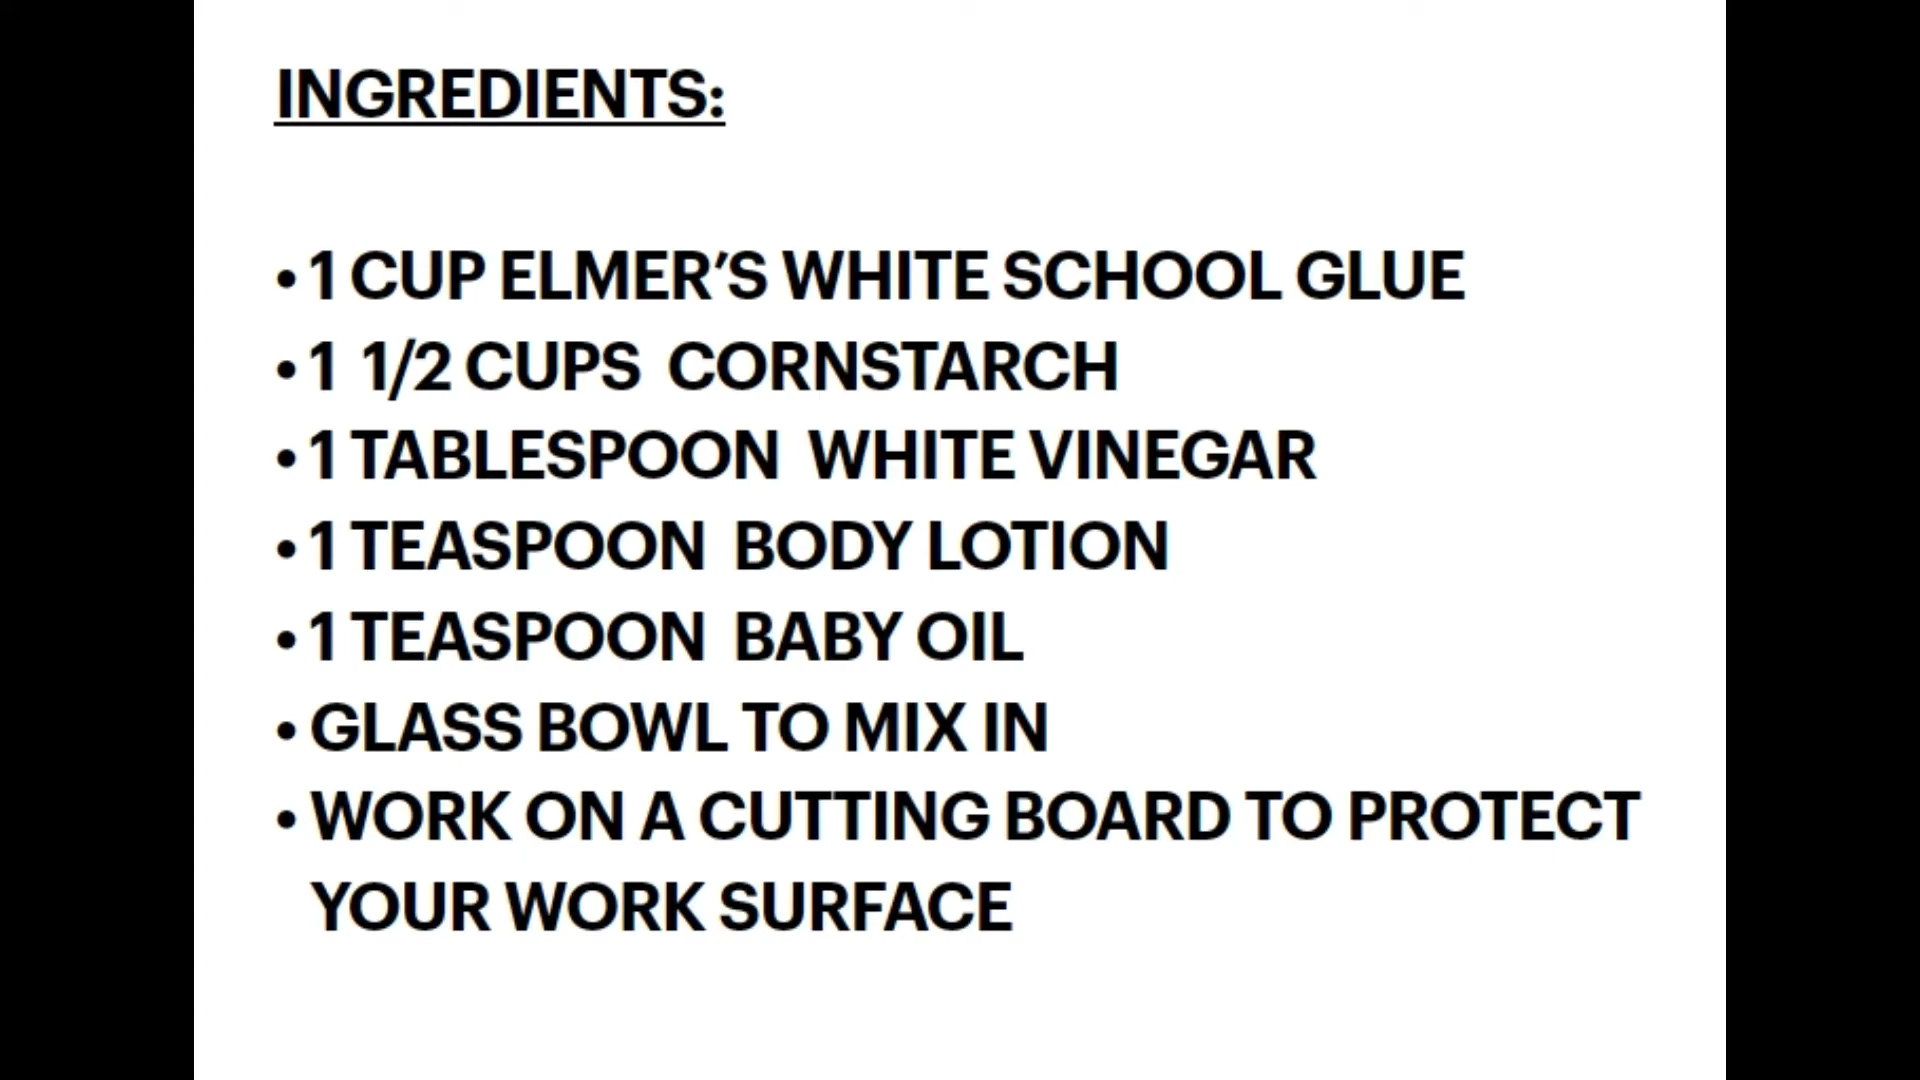 INGREDIENTS:
• 1 CUP ELMER’S WHITE SCHOOL GLUE
• 1 1/2 CUPS CORNSTARCH
• 1 TABLESPOON WHITE VINEGAR
• 1 TEASPOON BODY LOTION
• 1 TEASPOON BABY OIL
• GLASS BOWL TO MIX IN
• WORK ON A CUTTING BOARD TO PROTECT
YOUR WORK SURFACE